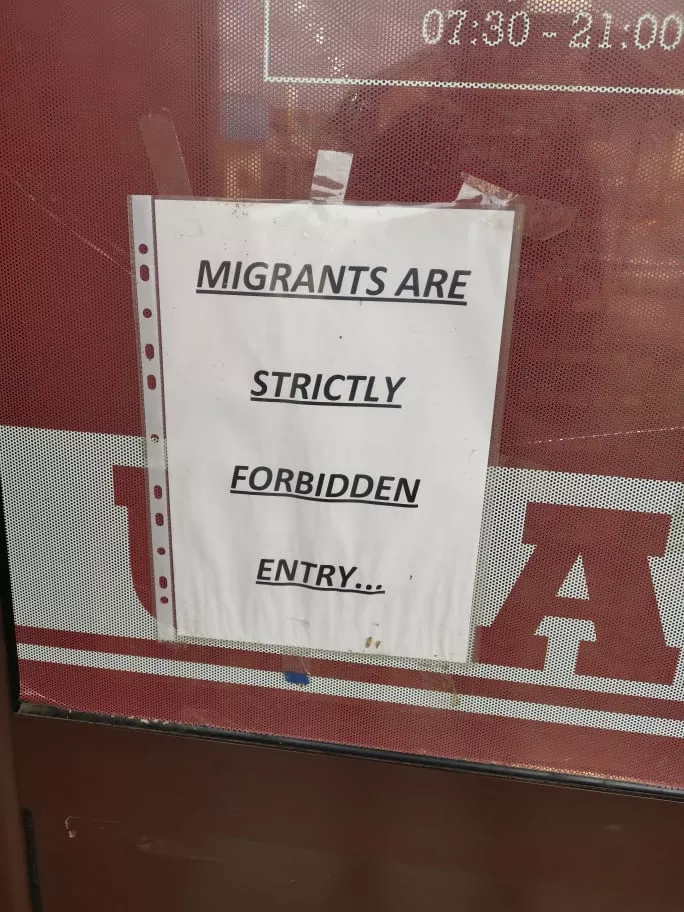 07:30 - 21:00
MIGRANTS ARE
STRICTLY
FORBIDDEN
ENTRY...